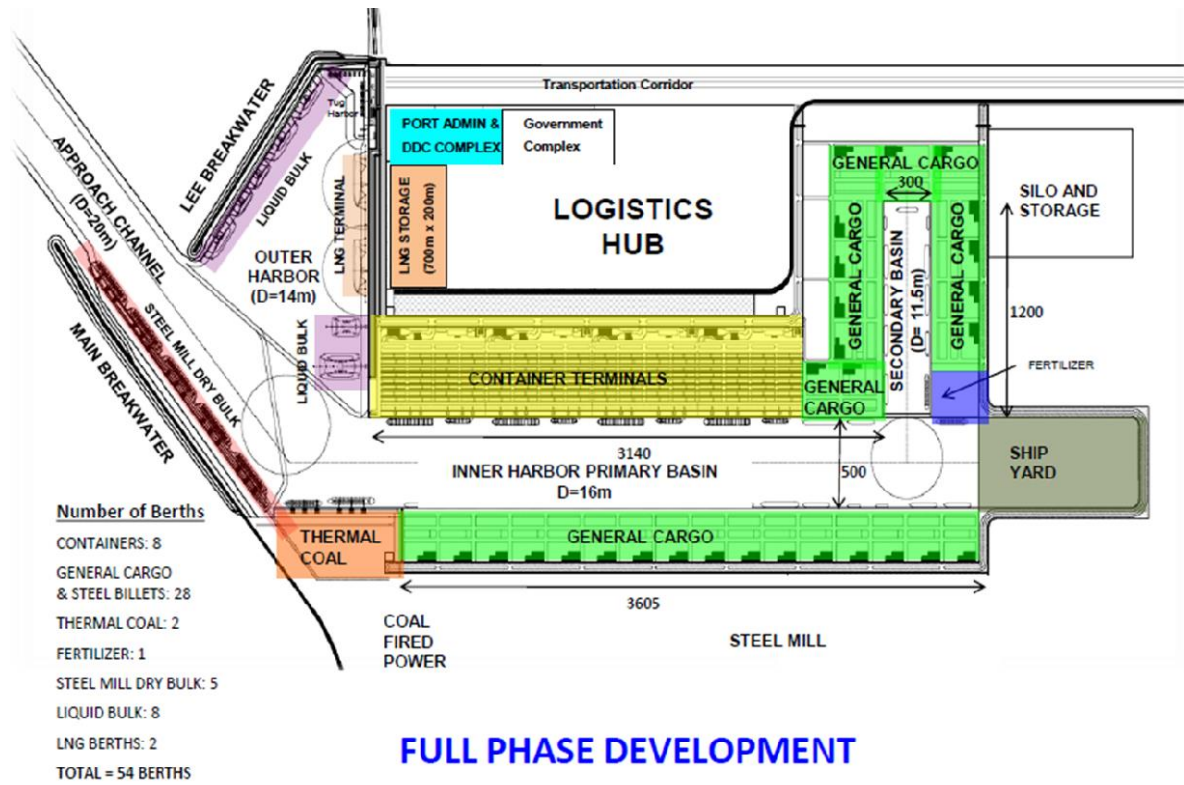 Transportation Corridor
Tug
Harbor
LEE BREAKWATER
LIQUID BULK
APPROACH CHANNEL
(D=20m)
PORT ADMIN &
DDC COMPLEX
Government
Complex
LNG TERMINAL
LNG STORAGE
(700m x 200m)
LOGISTICS
HUB
GENERAL CARGO
300
SILO AND
STORAGE
GENERAL CARGO
SECONDARY BASIN
(D= 11.5m)
GENERAL CARGO
1200
OUTER
HARBOR
(D=14m)
STEEL MILL DRY BULK
MAIN BREAKWATER
LIQUID BULK
CONTAINER TERMINALS
GENERAL
CARGO
FERTILIZER
3140
INNER HARBOR PRIMARY BASIN
D=16m
500
SHIP
YARD
THERMAL
COAL
GENERAL CARGO
3605
COAL
FIRED
POWER
STEEL MILL
Number of Berths
CONTAINERS: 8
GENERAL CARGO
& STEEL BILLETS: 28
THERMAL COAL: 2
FERTILIZER: 1
STEEL MILL DRY BULK: 5
LIQUID BULK: 8
LNG BERTHS: 2
TOTAL = 54 BERTHS
FULL PHASE DEVELOPMENT